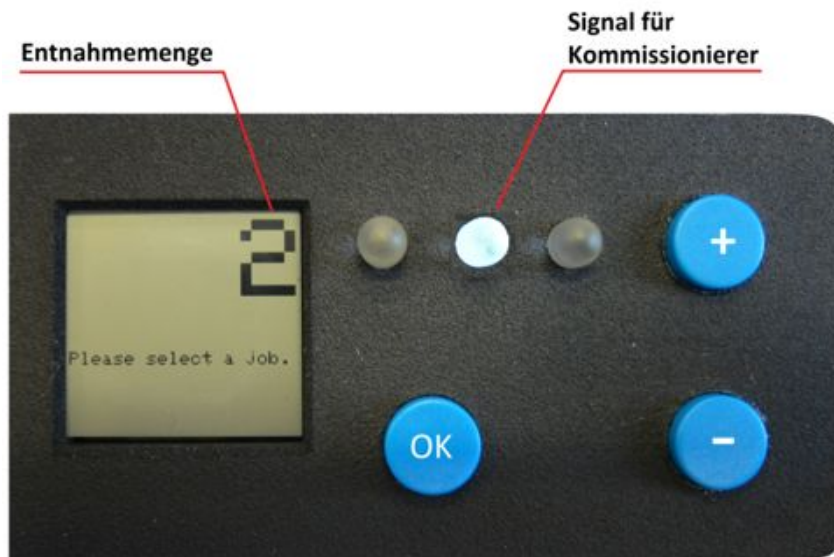 Entnahmemenge
Signal für
Kommissionierer
2
Please select a Job.
+
OK
-